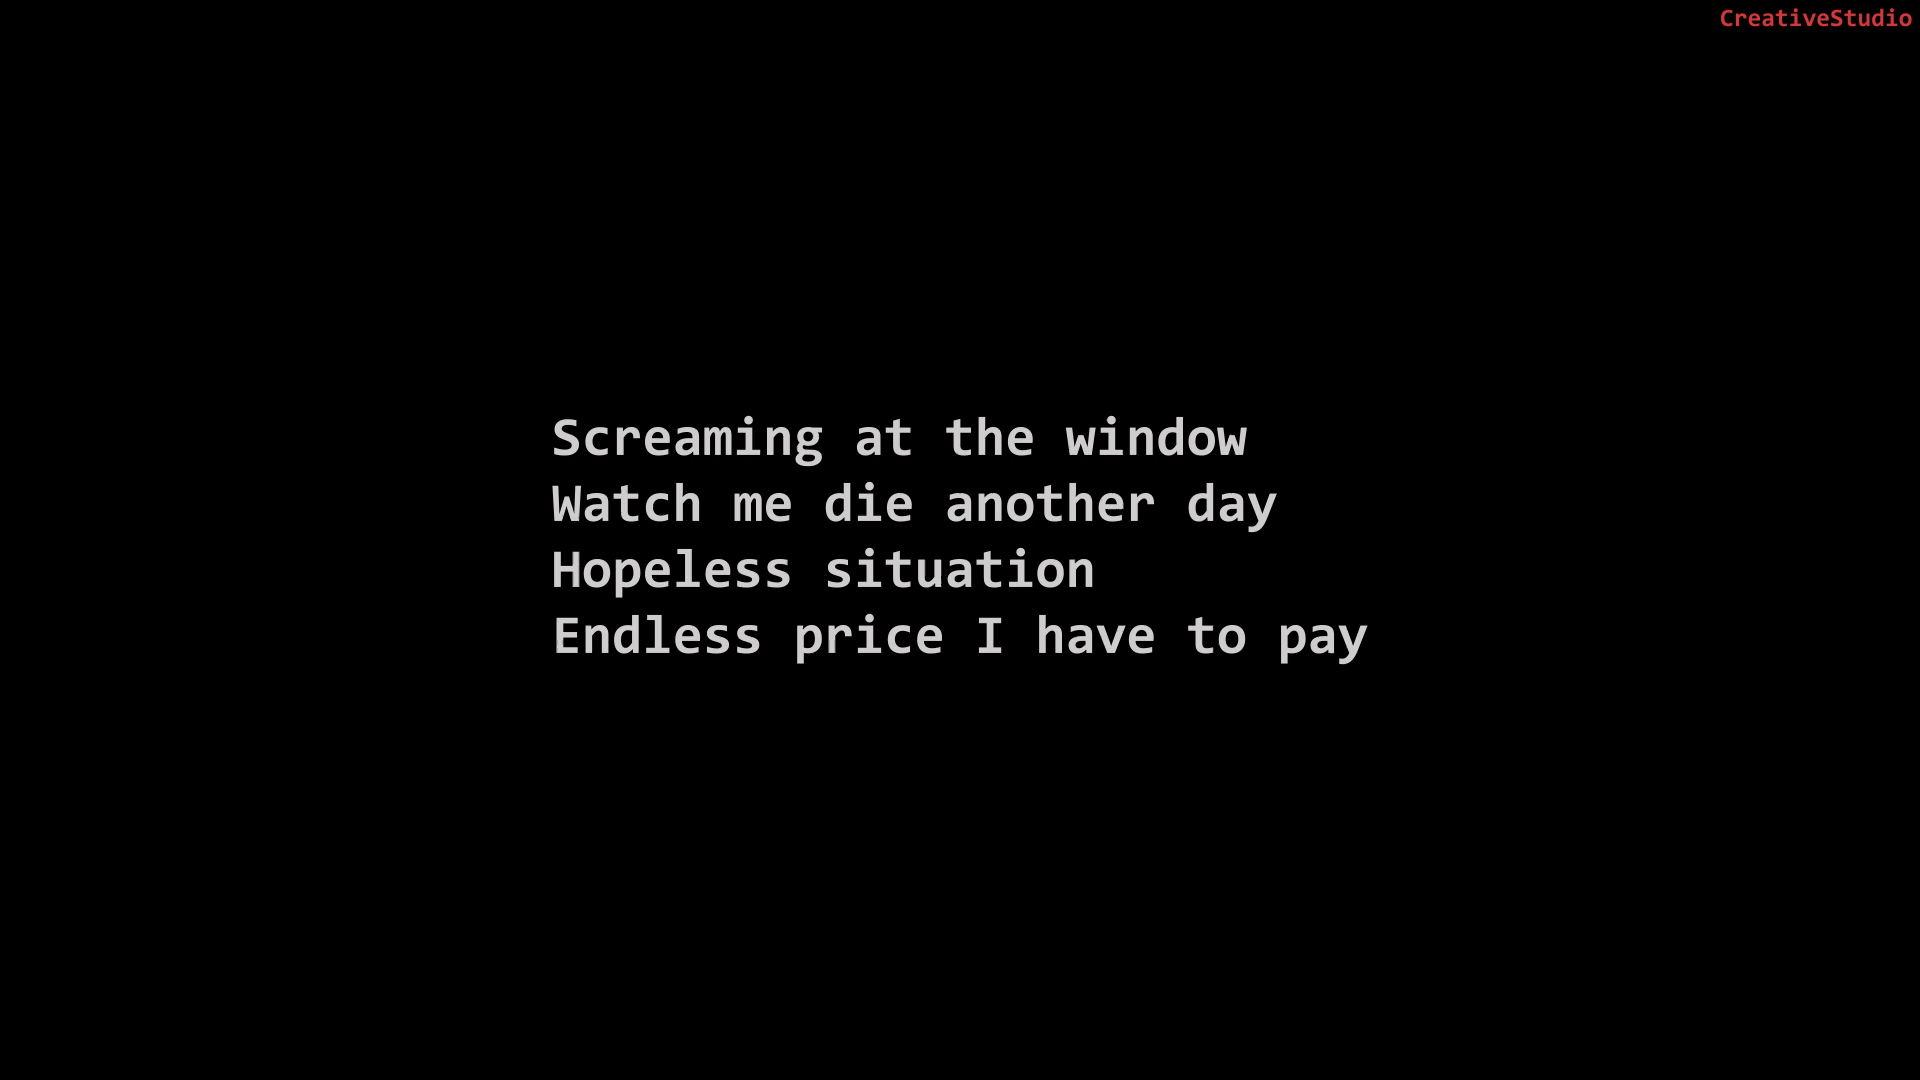 CreativeStudio
Screaming at the window
Watch me die another day
Hopeless situation
Endless price I have to pay